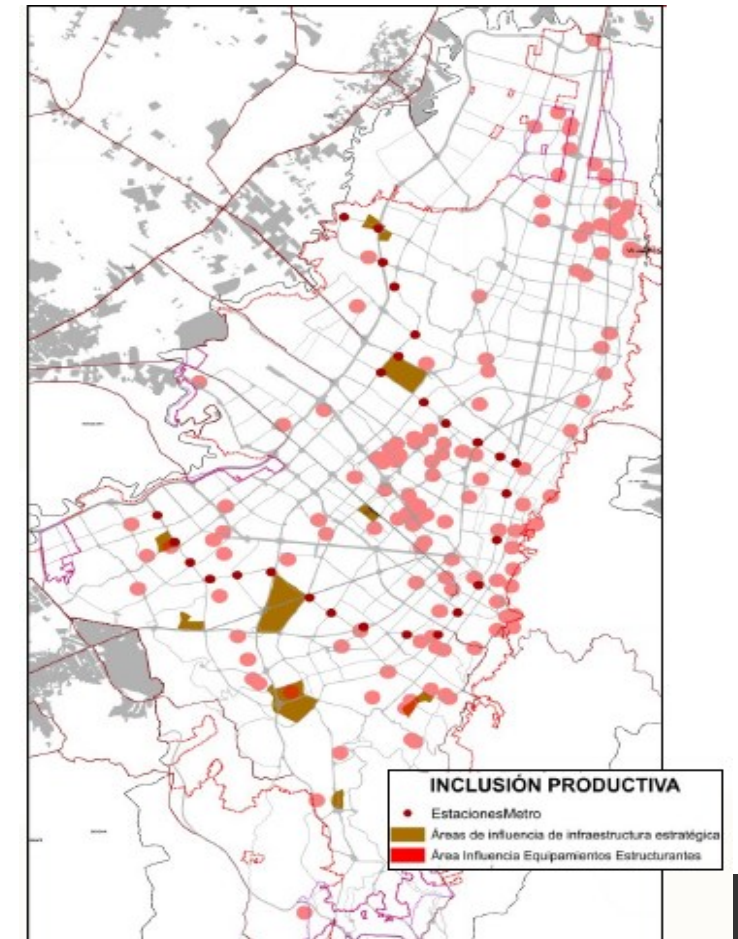 INCLUSIÓN PRODUCTIVA
EstacionesMetro
Áreas de influencia de infraestructura estratégica
Área Influencia Equipamientos Estructurantes